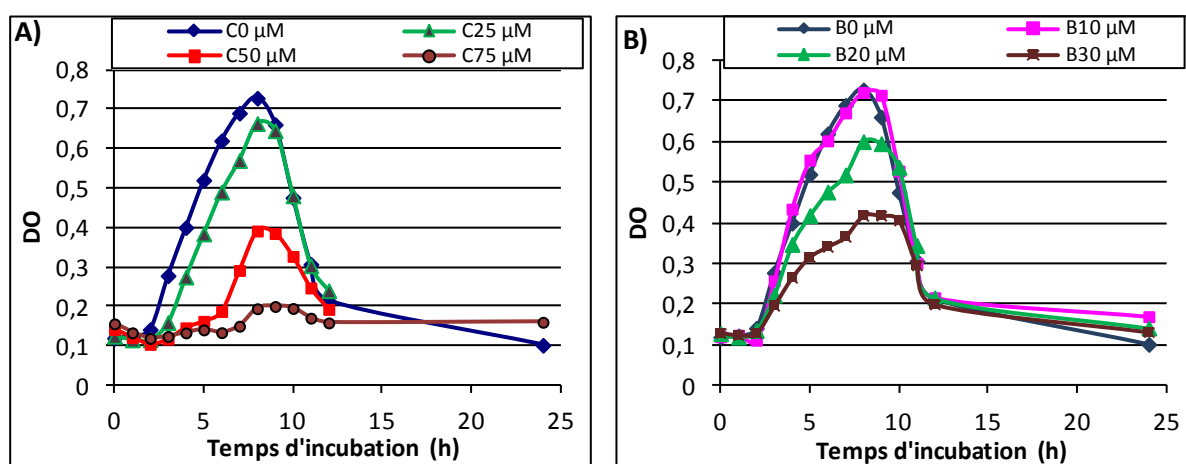 A)
C0 µM
C25 µM
C50 µM
C75 µM
0,8
0,7
0,6
0,5
0,4
0,3
0,2
0,1
0
DO
0
5
10
15
20
25
Temps d'incubation (h)
B)
B0 µM
B10 µM
B20 µM
B30 µM
0,8
0,7
0,6
0,5
0,4
0,3
0,2
0,1
0
DO
0
5
10
15
20
25
Temps d'incubation (h)